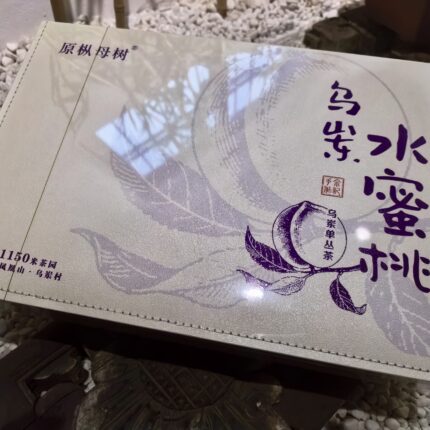 原枞母树®
乌岽
水蜜桃
乌岽单丛茶
1150米茶园
凤凰山·乌岽村